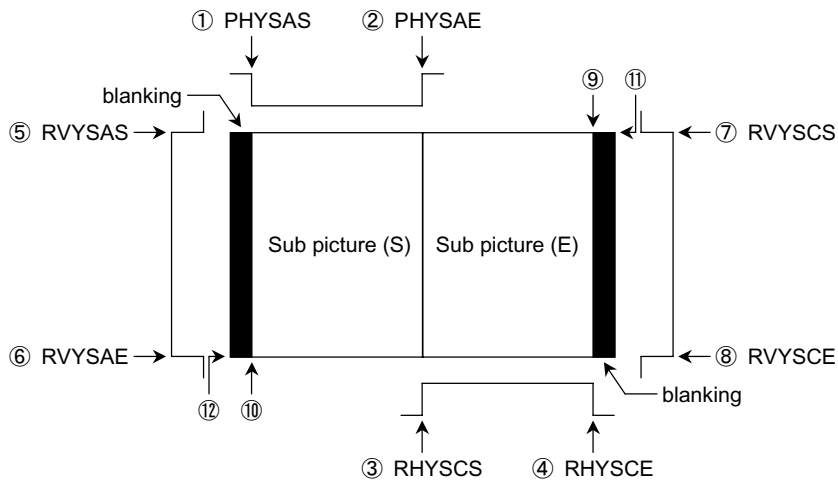 ① PHYSAS ② PHYSAE
⑨ ⑪
blanking
⑤ RVYSAS ⑦ RVYSCS
Sub picture (S) Sub picture (E)
⑥ RVYSAE ⑧ RVYSCE
blanking
⑫ ⑩
③ RHYSCS ④ RHYSCE